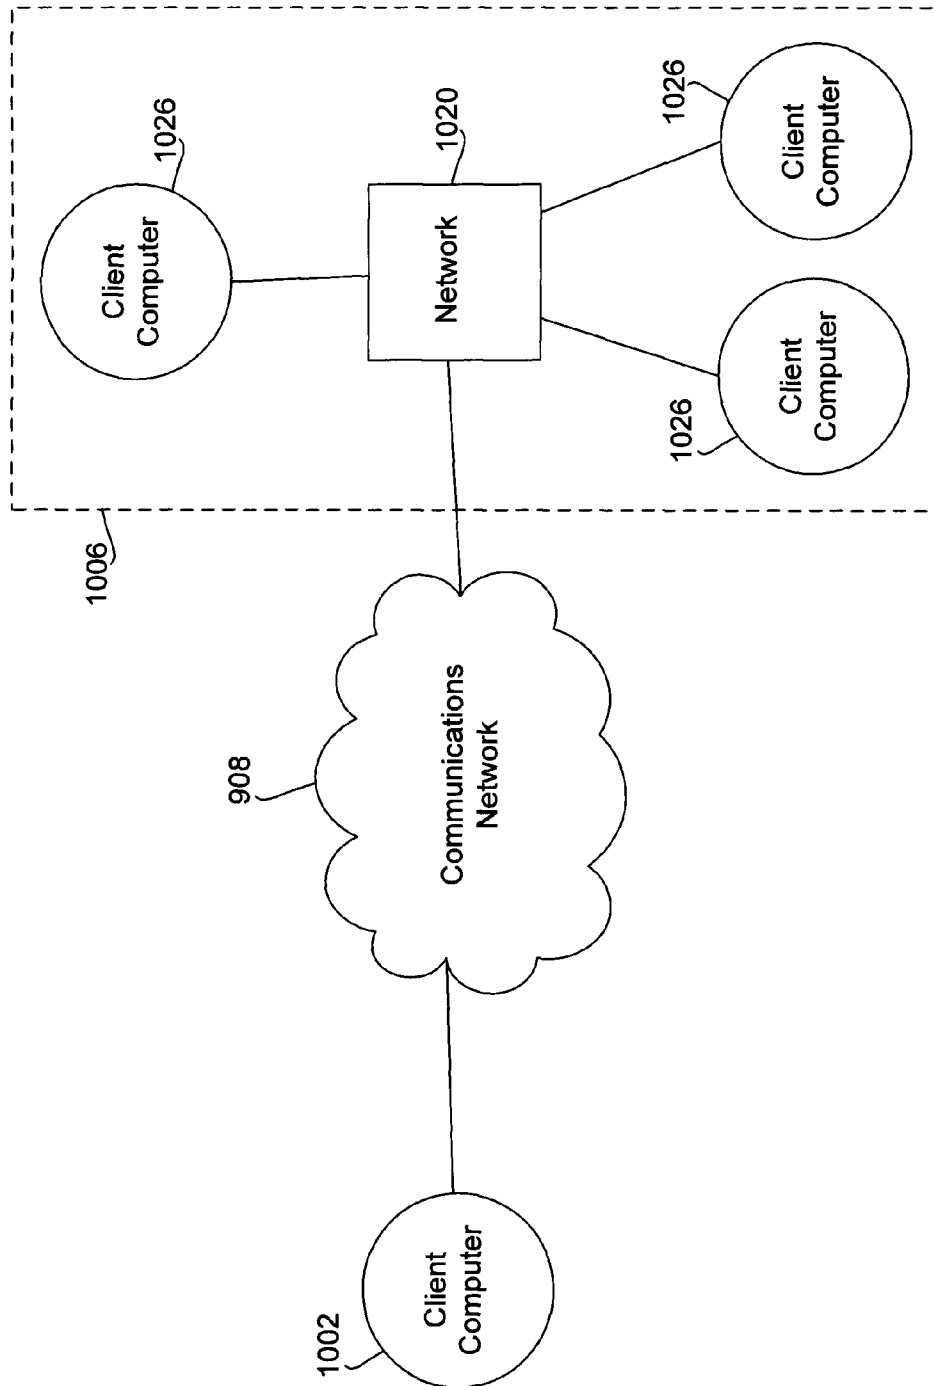 1002
Client
Computer
908
Communications
Network
1006
1026
Client
Computer
1020
Network
1026
Client
Computer
1026
Client
Computer